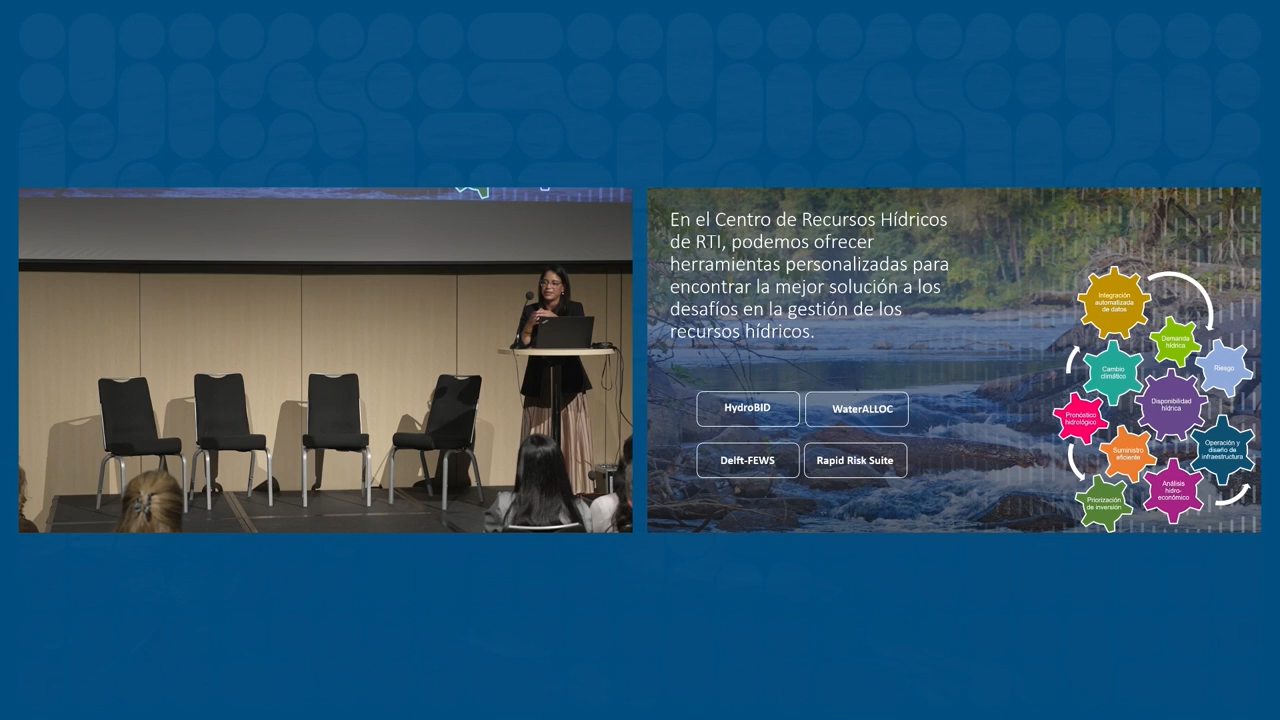 En el Centro de Recursos Hídricos
de RTI, podemos ofrecer
herramientas personalizadas para
encontrar la mejor solución a los
desafíos en la gestión de los
recursos hídricos.
HydroBID
WaterALLOC
Delft-FEWS
Rapid Risk Suite
Integración
automatizada
de datos
Demanda
hídrica
Riesgo
Cambio
climático
Disponibilidad
hídrica
Pronóstico
hidrológico
Operación y
diseño de
infraestructura
Suministro
eficiente
Análisis
hidro-
económico
Priorización
de inversión